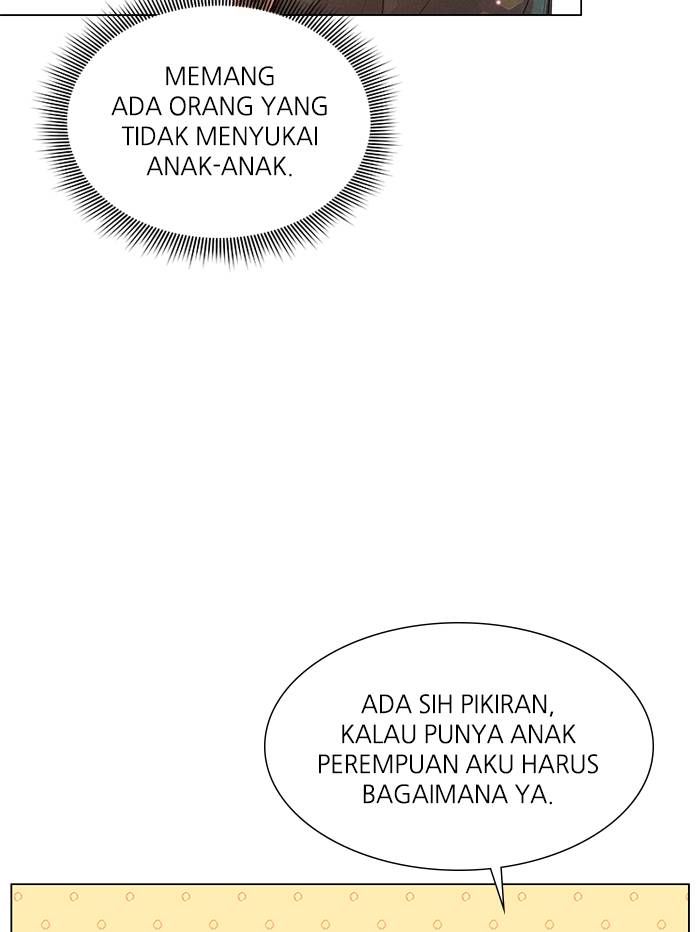 MEMANG
ADA ORANG YANG
TIDAK MENYUKAI
ANAK-ANAK.
ADA SIH PIKIRAN,
KALAU PUNYA ANAK
PEREMPUAN AKU HARUS
BAGAIMANA YA.